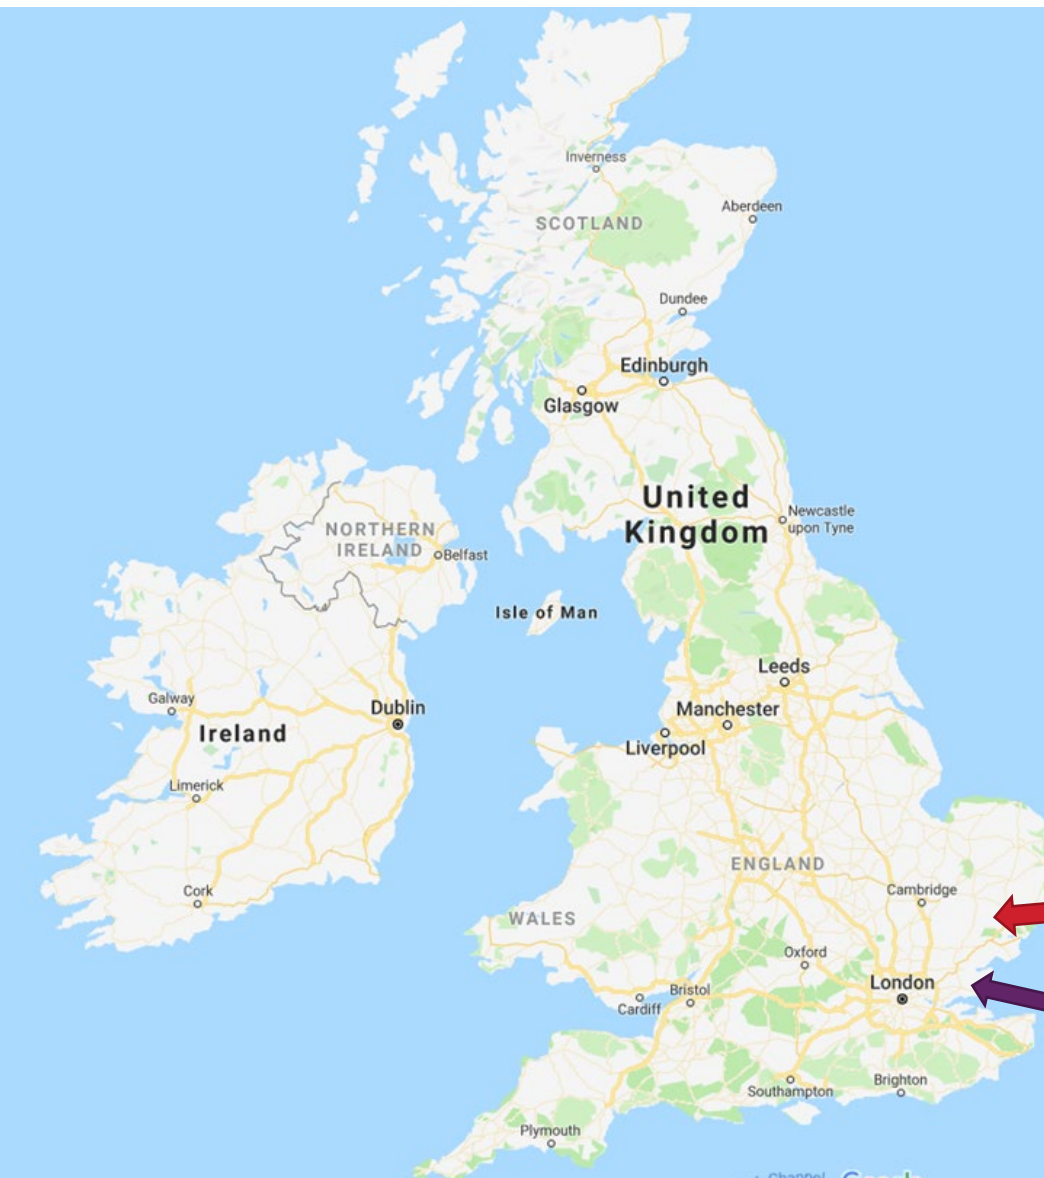 Inverness
Aberdeen
SCOTLAND
Dundee
Edinburgh
Glasgow
United
Kingdom
Newcastle
upon Tyne
NORTHERN
IRELAND
Belfast
Isle of Man
Leeds
Galway
Dublin
Manchester
Ireland
Liverpool
Limerick
ENGLAND
Cork
Cambridge
WALES
Oxford
London
Bristol
Cardiff
Southampton
Brighton
Plymouth